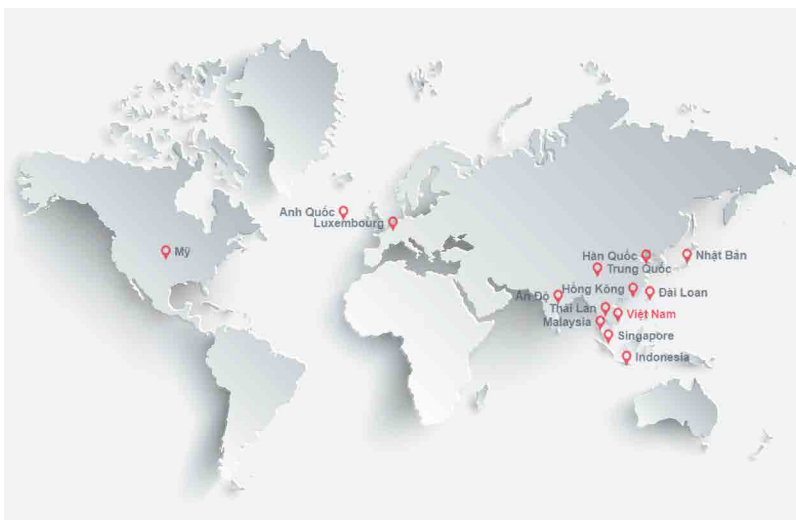 Anh Quốc
Luxembourg
Mỹ
Hàn Quốc
Nhật Bản
Trung Quốc
Ấn Độ
Hồng Kông
Đài Loan
Thái Lan
Việt Nam
Malaysia
Singapore
Indonesia